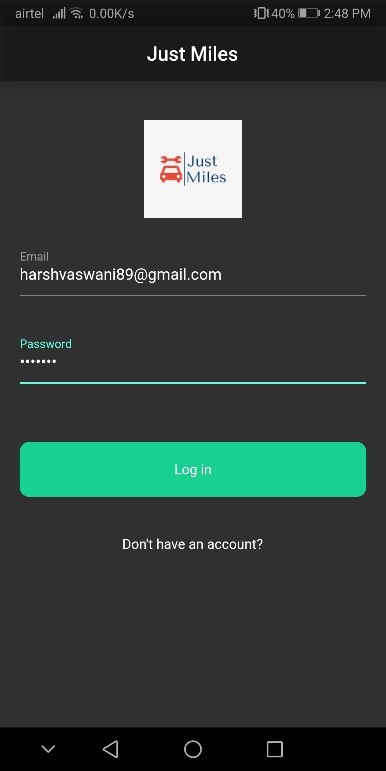 airtel 0.00K/s 40% 2:48 PM
Just Miles
Just
Miles
Email
harshvaswani89@gmail.com
Password
•••••••
Log in
Don't have an account?